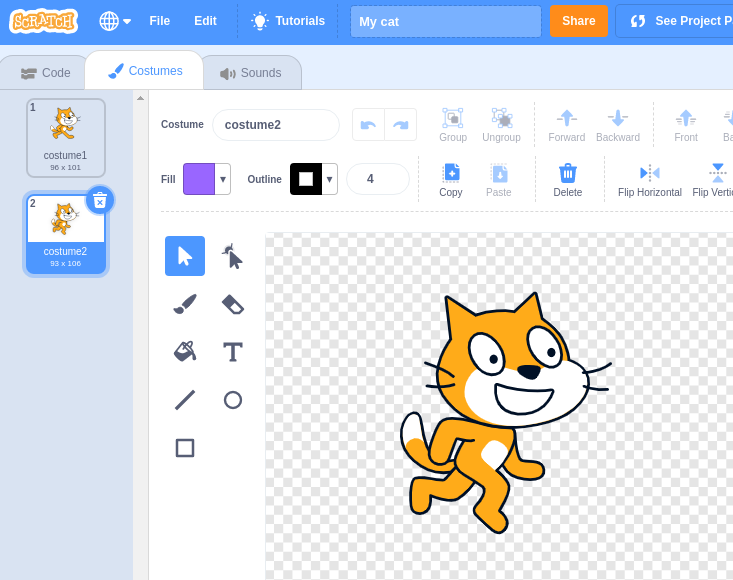 SCRATCH
File Edit Tutorials My cat Share See Project P
Code Costumes Sounds
1
costume1
96 x 101
2
costume2
93 x 106
Costume costume2
Group Ungroup Forward Backward Front Ba
Fill Outline 4
Copy Paste Delete Flip Horizontal Flip Vertic